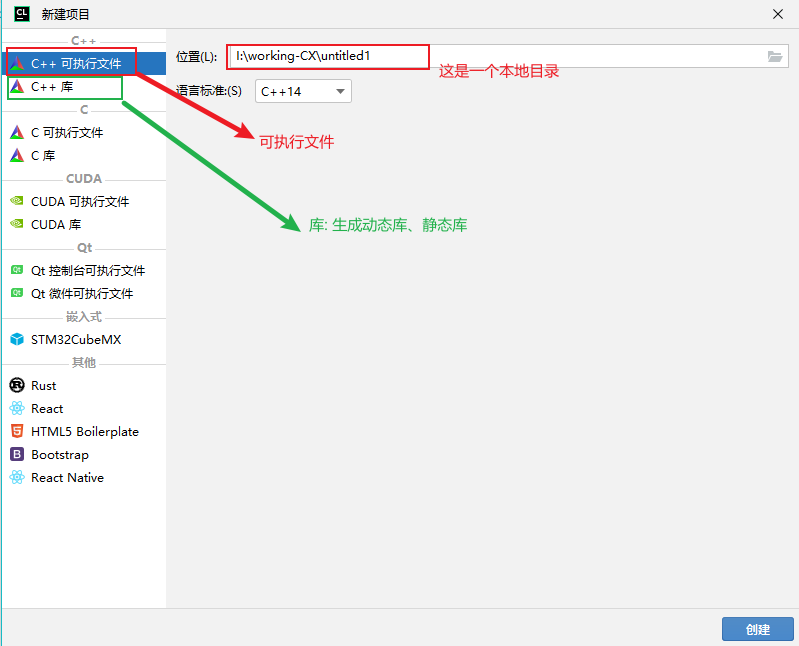 CL 新建项目
C++
C++ 可执行文件
C++ 库
C
C 可执行文件
C 库
CUDA
CUDA 可执行文件
CUDA 库
Qt
Qt 控制台可执行文件
Qt 微件可执行文件
嵌入式
STM32CubeMX
其他
Rust
React
HTML5 Boilerplate
Bootstrap
React Native
位置(L): I:\working-CX\untitled1
这是一个本地目录
语言标准:(S) C++14
可执行文件
库: 生成动态库、静态库
创建